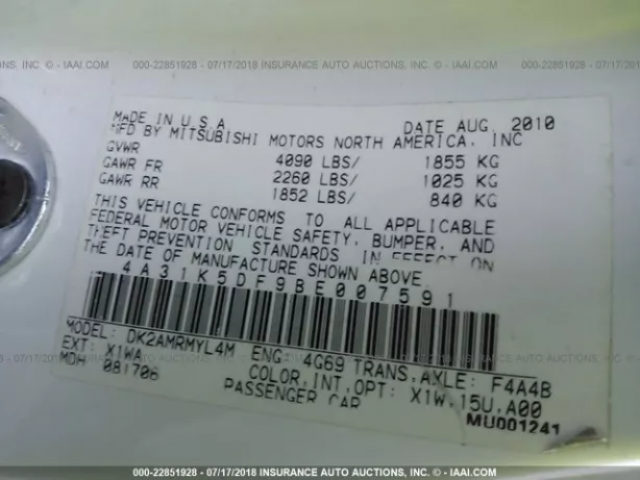 000-22851928 - 07/17/2018 - INSURANCE AUTO AUCTIONS, INC. - © IAAI.COM
MADE IN U.S.A DATE AUG, 2010
MFD BY MITSUBISHI MOTORS NORTH AMERICA, INC
GVWR 4090 LBS/ 1855 KG
GAWR FR 2260 LBS/ 1025 KG
GAWR RR 1852 LBS/ 840 KG
THIS VEHICLE CONFORMS TO ALL APPLICABLE
FEDERAL MOTOR VEHICLE SAFETY, BUMPER, AND
THEFT PREVENTION STANDARDS IN EFFECT ON
THE DATE OF MANUFACTURE SHOWN ABOVE.
4A31K5DF9BE007591
MODEL: DK2AMRMYL4M ENG: 4G69 TRANS,AXLE: F4A4B
EXT: X1WA COLOR,INT,OPT: X1W,15U,A00
MDH 081706 PASSENGER CAR
MU001241
000-22851928 - 07/17/2018 - INSURANCE AUTO AUCTIONS, INC. - © IAAI.COM